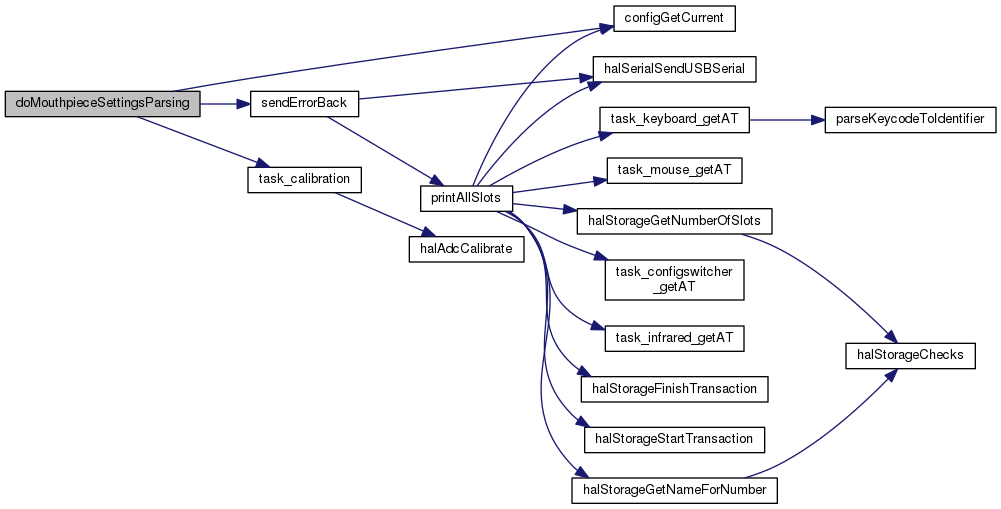 configGetCurrent
halSerialSendUSBSerial
doMouthpieceSettingsParsing
sendErrorBack
task_keyboard_getAT
parseKeycodeToIdentifier
task_calibration
task_mouse_getAT
printAllSlots
halStorageGetNumberOfSlots
halAdcCalibrate
task_configswitcher
_getAT
task_infrared_getAT
halStorageChecks
halStorageFinishTransaction
halStorageStartTransaction
halStorageGetNameForNumber